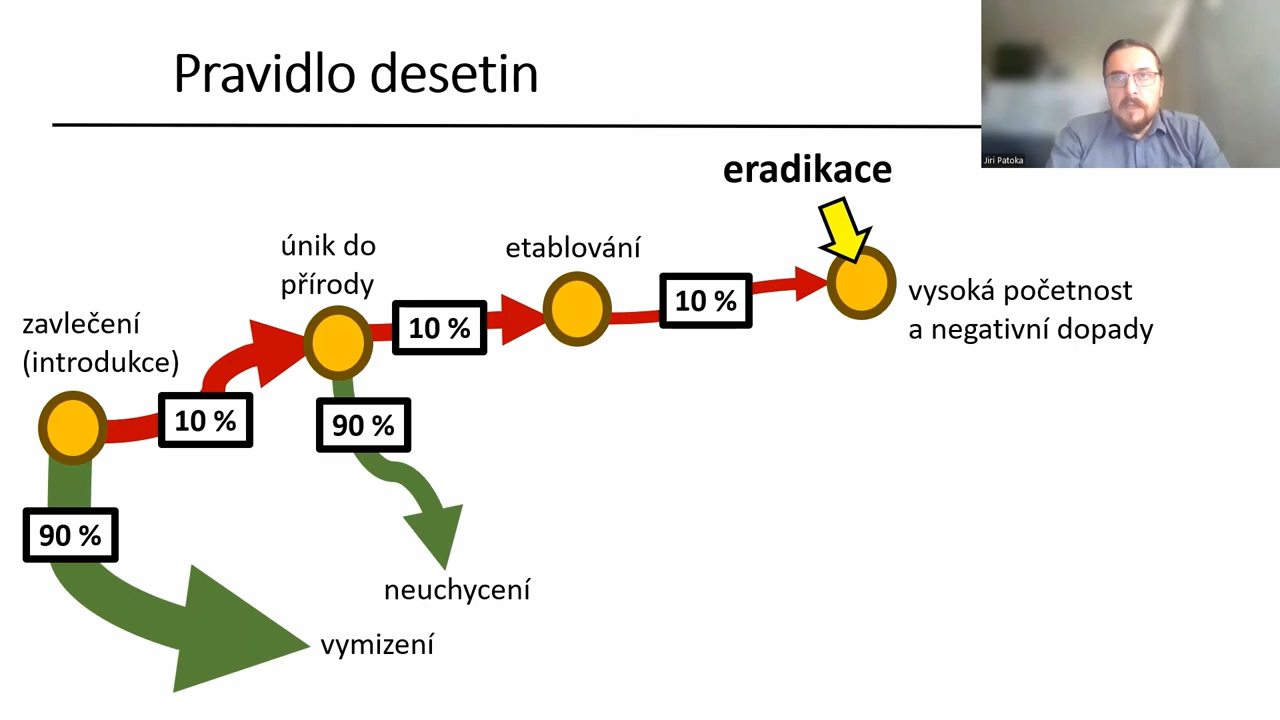 Pravidlo desetin
Jiri Patoka
eradikace
únik do
přírody
etablování
vysoká početnost
a negativní dopady
zavlečení
(introdukce)
10 %
10 %
10 %
90 %
90 %
neuchycení
vymizení